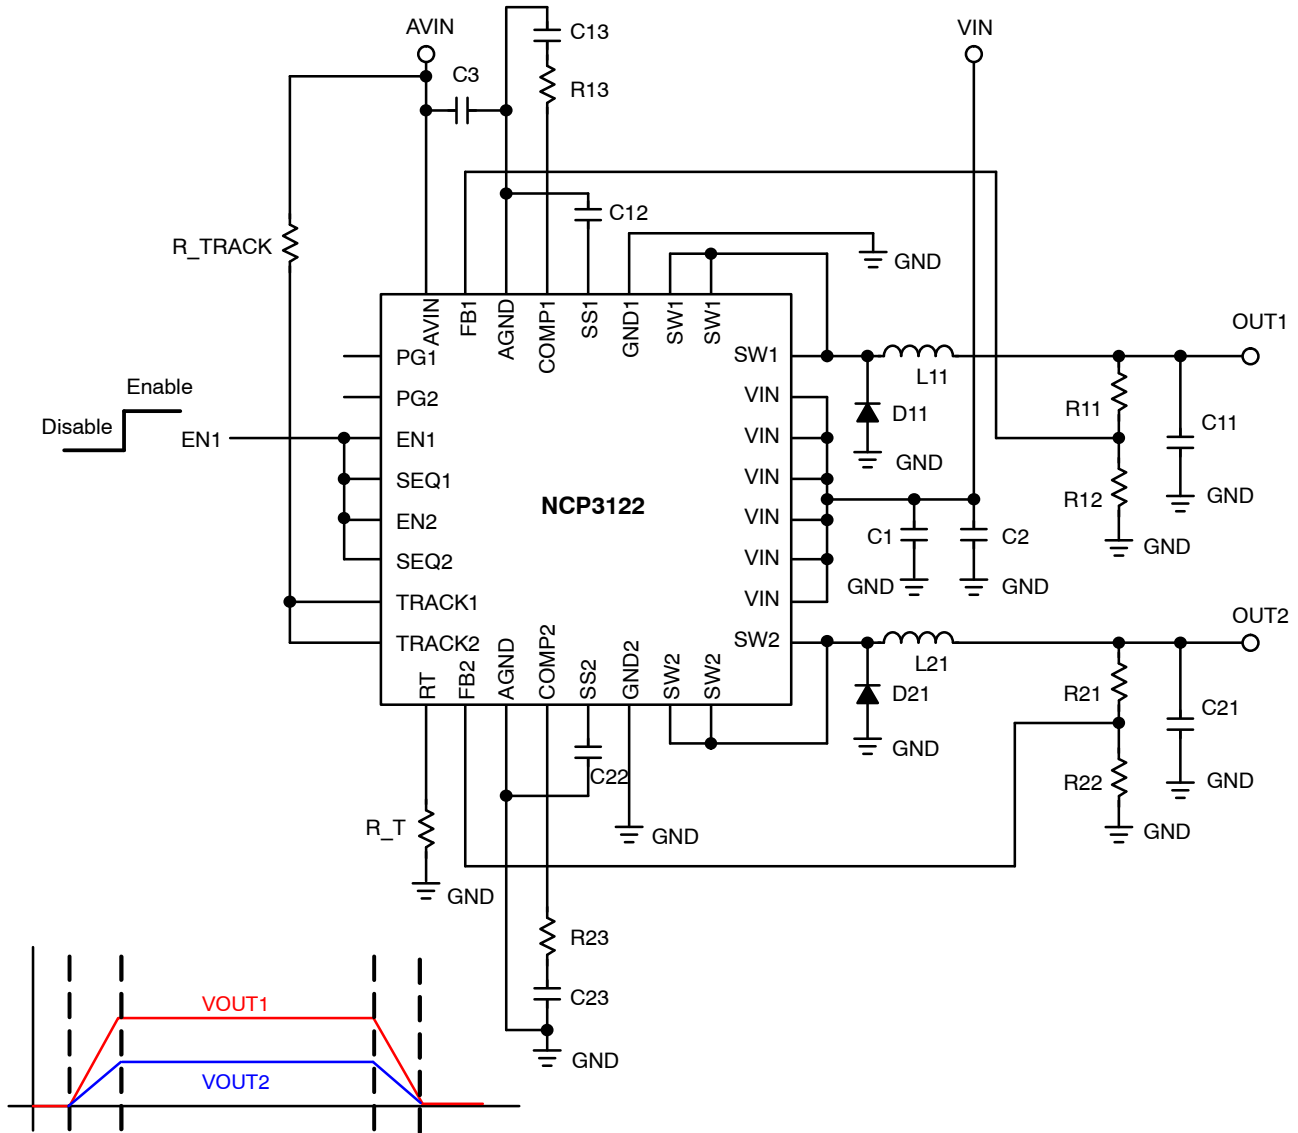 AVIN
VIN
C13
C3
R13
C12
R_TRACK
GND
AVIN
FB1
AGND
COMP1
SS1
GND1
SW1
SW1
OUT1
PG1
SW1
L11
Enable
PG2
VIN
R11
D11
C11
Disable
EN1
EN1
VIN
GND
SEQ1
VIN
R12
GND
NCP3122
EN2
VIN
C1
C2
GND
SEQ2
VIN
GND
GND
TRACK1
VIN
OUT2
TRACK2
SW2
L21
RT
FB2
AGND
COMP2
SS2
GND2
SW2
SW2
D21
R21
C21
GND
C22
R22
GND
R_T
GND
GND
GND
R23
C23
VOUT1
GND
VOUT2